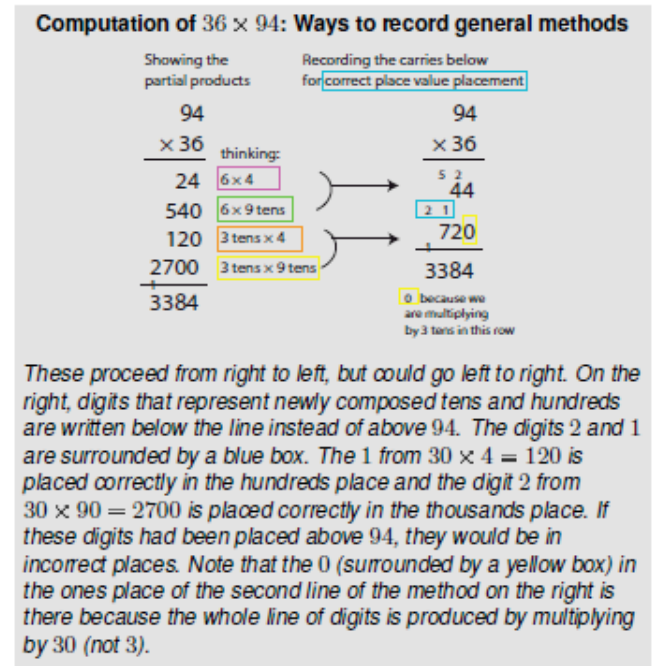 Computation of 36 × 94: Ways to record general methods
Showing the
partial products
94
× 36
thinking:
24 6 × 4
540 6 × 9 tens
120 3 tens × 4
2700 3 tens × 9 tens
1
3384
Recording the carries below
for correct place value placement
94
× 36
5 2
44
2 1
720
1
3384
0 because we
are multiplying
by 3 tens in this row
These proceed from right to left, but could go left to right. On the
right, digits that represent newly composed tens and hundreds
are written below the line instead of above 94. The digits 2 and 1
are surrounded by a blue box. The 1 from 30 × 4 = 120 is
placed correctly in the hundreds place and the digit 2 from
30 × 90 = 2700 is placed correctly in the thousands place. If
these digits had been placed above 94, they would be in
incorrect places. Note that the 0 (surrounded by a yellow box) in
the ones place of the second line of the method on the right is
there because the whole line of digits is produced by multiplying
by 30 (not 3).